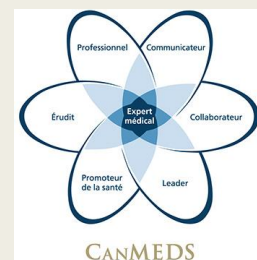 Professionnel
Communicateur
Érudit
Expert
médical
Collaborateur
Promoteur
de la santé
Leader
CANMEDS